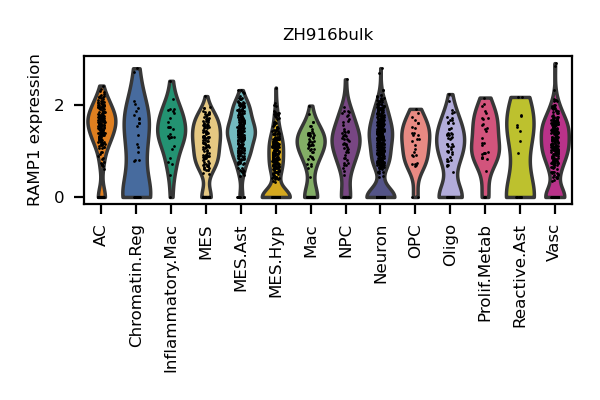 ZH916bulk
RAMP1 expression
2
0
AC
Chromatin.Reg
Inflammatory.Mac
MES
MES.Ast
MES.Hyp
Mac
NPC
Neuron
OPC
Oligo
Prolif.Metab
Reactive.Ast
Vasc